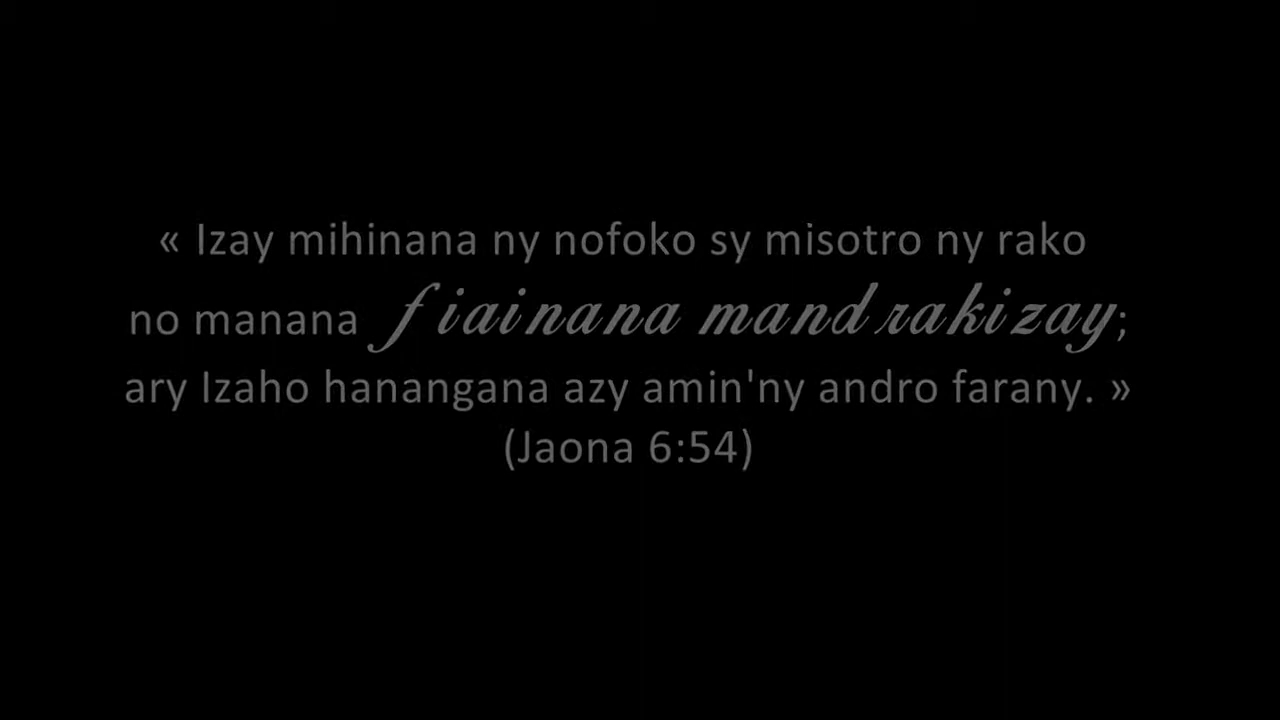 « Izay mihinana ny nofoko sy misotro ny rako
no manana fiainana mandrakizay;
ary Izaho hanangana azy amin'ny andro farany. »
(Jaona 6:54)